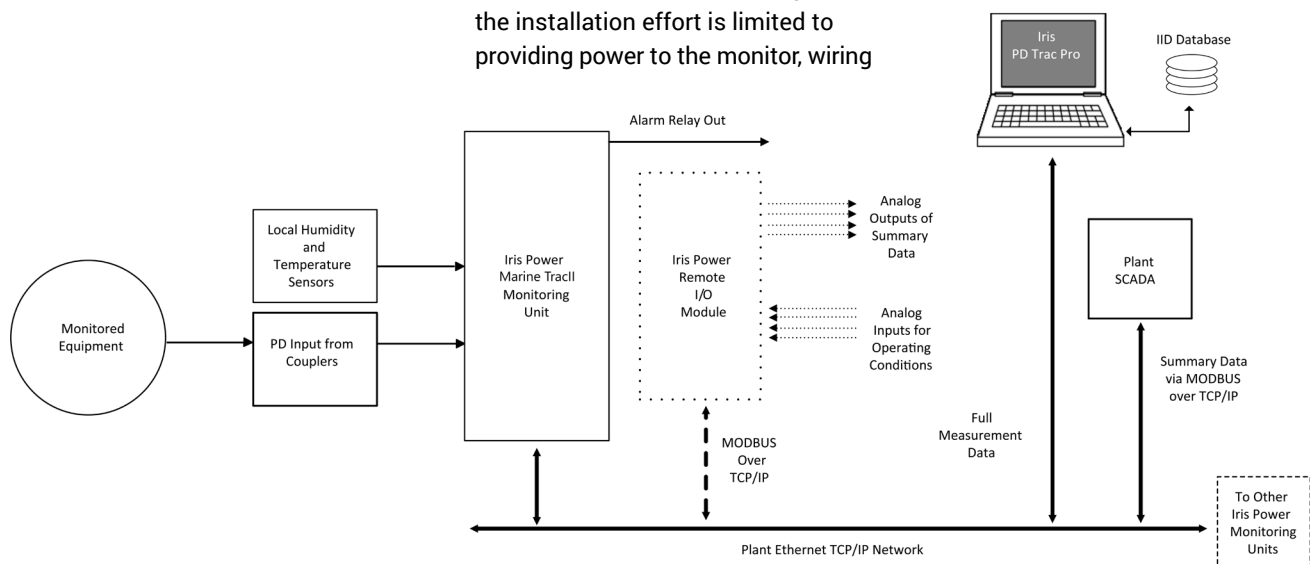 the installation effort is limited to
providing power to the monitor, wiring
Iris
PD Trac Pro
IID Database
Alarm Relay Out
Local Humidity
and
Temperature
Sensors
Iris Power
Marine TracII
Monitoring
Unit
Iris Power
Remote
I/O
Module
Analog
Outputs of
Summary
Data
Plant
SCADA
Monitored
Equipment
PD Input from
Couplers
Analog
Inputs for
Operating
Conditions
Summary Data
via MODBUS
over TCP/IP
Full
Measurement
Data
MODBUS
Over
TCP/IP
To Other
Iris Power
Monitoring
Units
Plant Ethernet TCP/IP Network